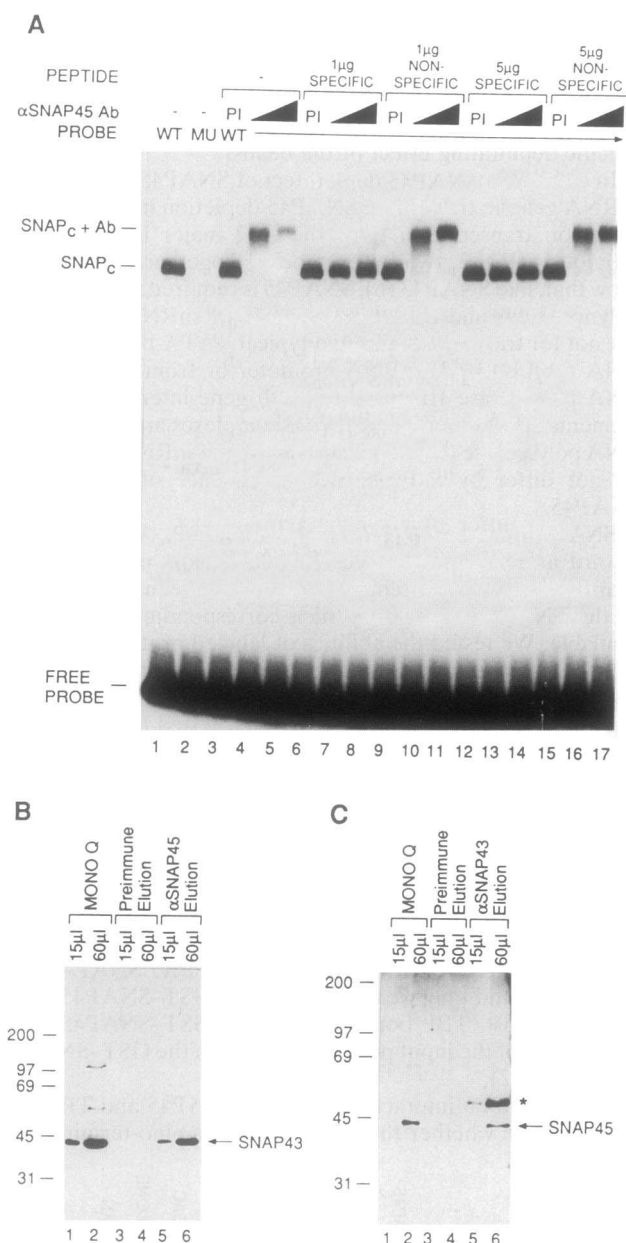 A
PEPTIDE
-
1µg SPECIFIC
1µg NON-SPECIFIC
5µg SPECIFIC
5µg NON-SPECIFIC
αSNAP45 Ab - - PI PI PI PI PI
PROBE WT MU WT
SNAPc + Ab
SNAPc
FREE PROBE
1 2 3 4 5 6 7 8 9 10 11 12 13 14 15 16 17
B
MONO Q
Preimmune Elution
αSNAP45 Elution
15µl 60µl 15µl 60µl 15µl 60µl
200
97
69
45
31
SNAP43
1 2 3 4 5 6
C
MONO Q
Preimmune Elution
αSNAP43 Elution
15µl 60µl 15µl 60µl 15µl 60µl
200
97
69
45
31
*
SNAP45
1 2 3 4 5 6